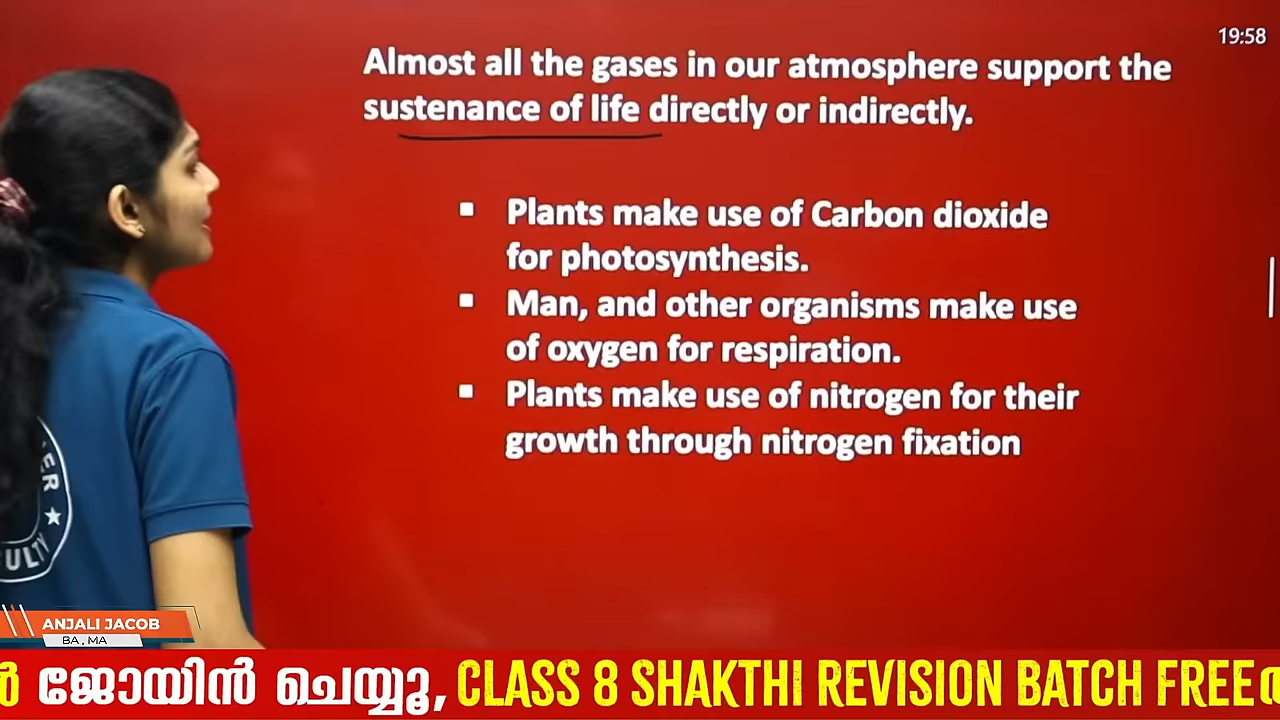 19:58
Almost all the gases in our atmosphere support the
sustenance of life directly or indirectly.
▪ Plants make use of Carbon dioxide
for photosynthesis.
▪ Man, and other organisms make use
of oxygen for respiration.
▪ Plants make use of nitrogen for their
growth through nitrogen fixation
ANJALI JACOB
BA , MA
ജോയിൻ ചെയ്യൂ, CLASS 8 SHAKTHI REVISION BATCH FREE